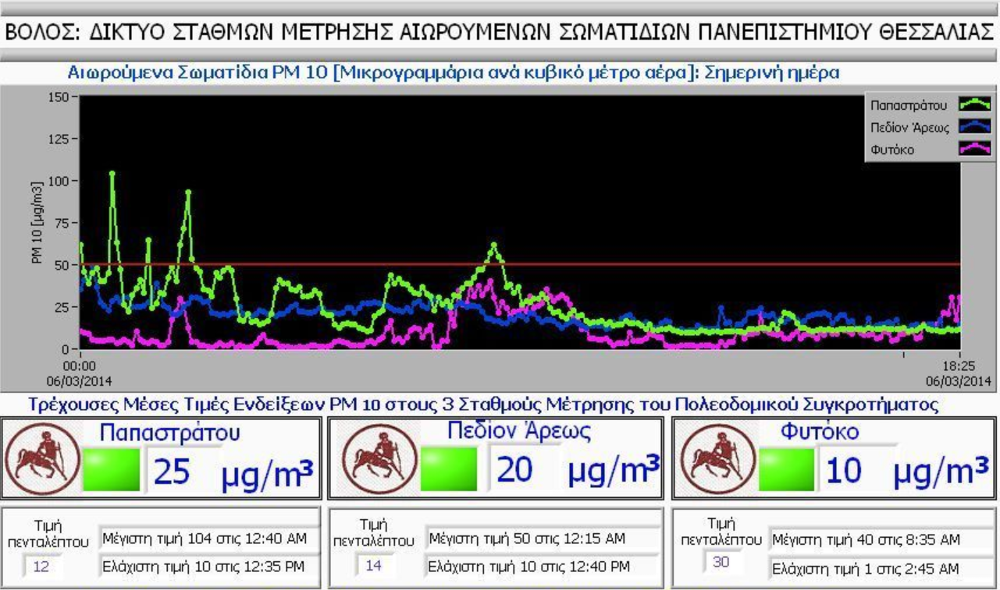 ΒΟΛΟΣ: ΔΙΚΤΥΟ ΣΤΑΘΜΩΝ ΜΕΤΡΗΣΗΣ ΑΙΩΡΟΥΜΕΝΩΝ ΣΩΜΑΤΙΔΙΩΝ ΠΑΝΕΠΙΣΤΗΜΙΟΥ ΘΕΣΣΑΛΙΑΣ
Αιωρούμενα Σωματίδια PM 10 [Μικρογραμμάρια ανά κυβικό μέτρο αέρα]: Σημερινή ημέρα
PM 10 [μg/m3]
150
125
100
75
50
25
0
Παπαστράτου
Πεδίον Άρεως
Φυτόκο
00:00
06/03/2014
18:25
06/03/2014
Τρέχουσες Μέσες Τιμές Ενδείξεων PM 10 στους 3 Σταθμούς Μέτρησης του Πολεοδομικού Συγκροτήματος
Παπαστράτου
25 μg/m³
Τιμή
πενταλέπτου
12
Μέγιστη τιμή 104 στις 12:40 AM
Ελάχιστη τιμή 10 στις 12:35 PM
Πεδίον Άρεως
20 μg/m³
Τιμή
πενταλέπτου
14
Μέγιστη τιμή 50 στις 12:15 AM
Ελάχιστη τιμή 10 στις 12:40 PM
Φυτόκο
10 μg/m³
Τιμή
πενταλέπτου
30
Μέγιστη τιμή 40 στις 8:35 AM
Ελάχιστη τιμή 1 στις 2:45 AM